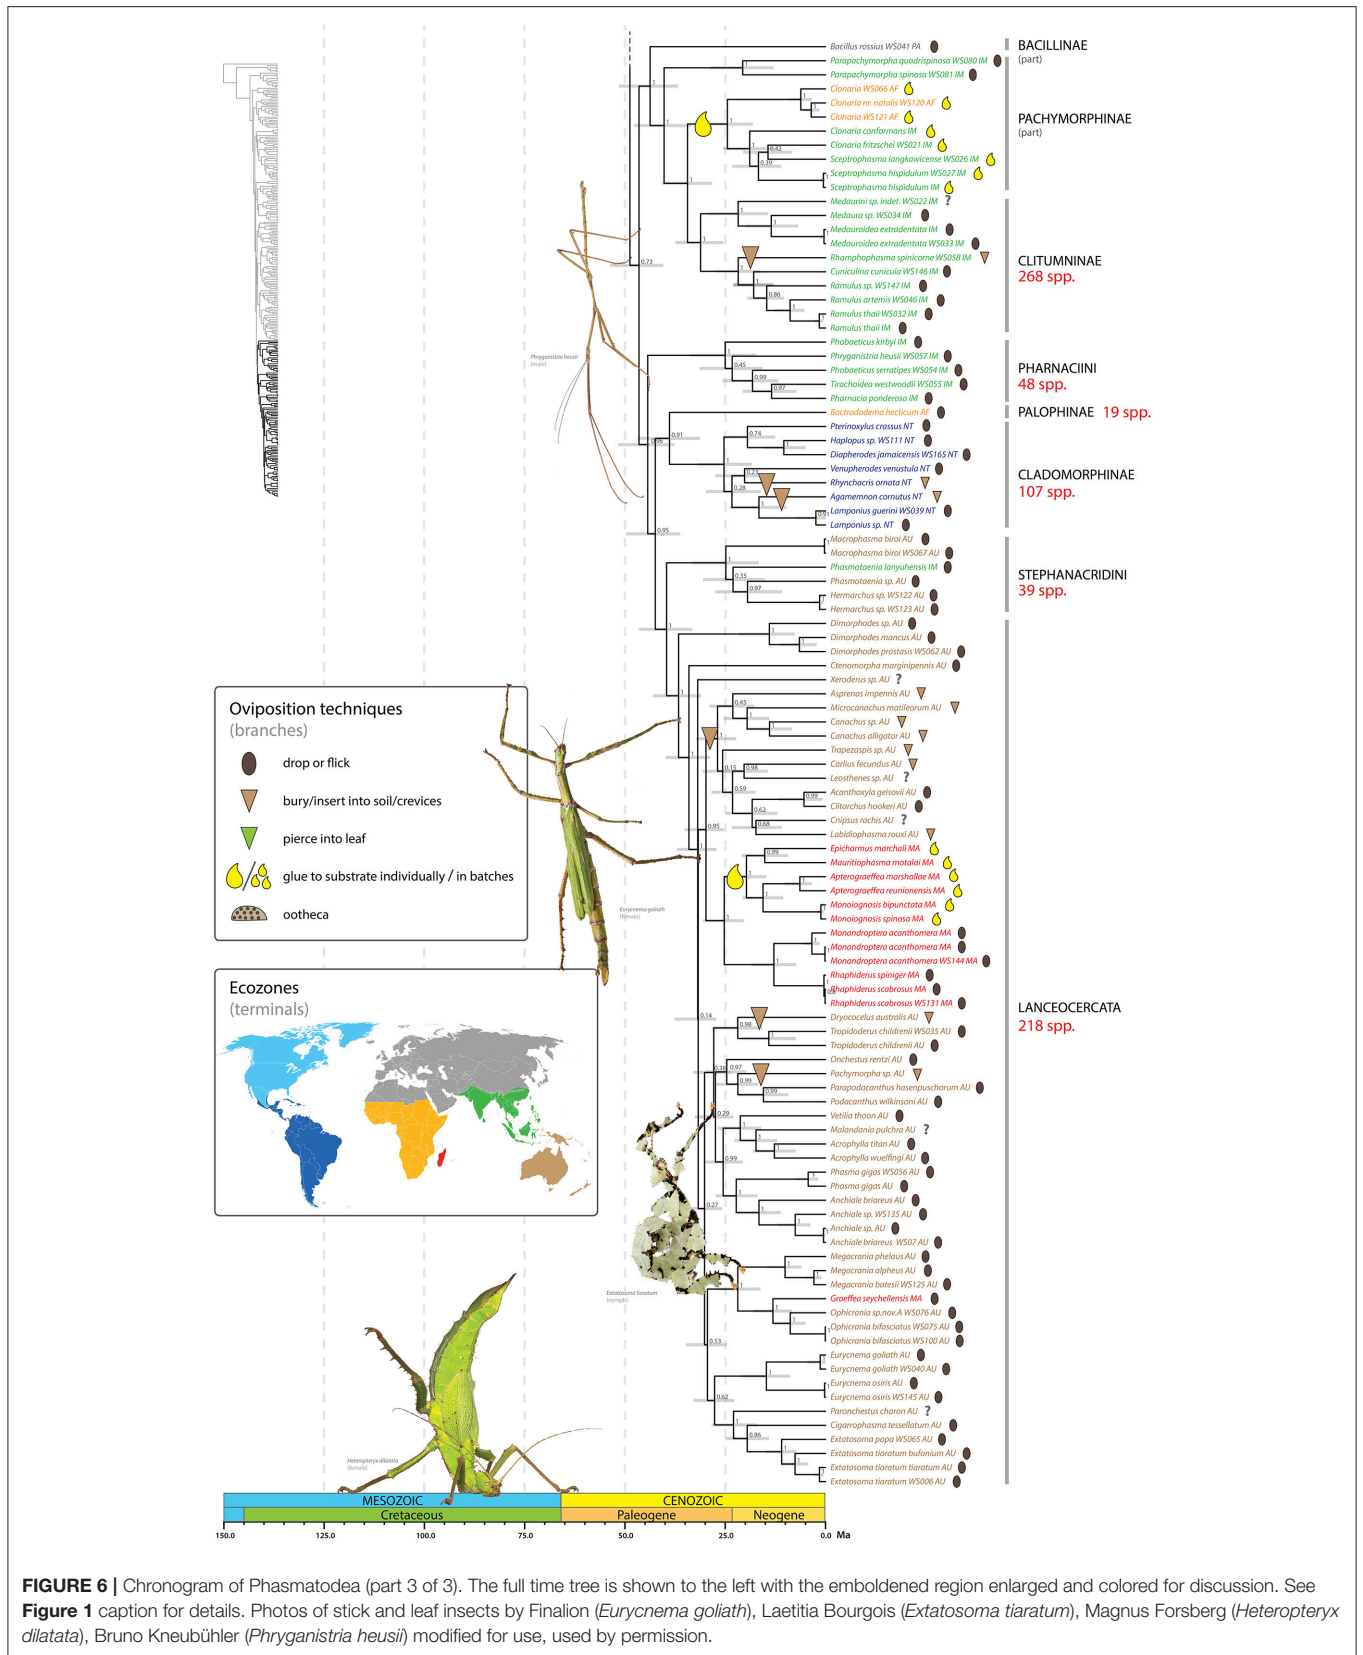 Bacillus rossius WS041 PA
Parapachymorpha quadrispinosa WS080 IM
Parapachymorpha spinosa WS081 IM
Clonaria WS066 AF
Clonaria nr. natalis WS120 AF
Clonaria WS121 AF
Clonaria conformans IM
Clonaria fritzschei WS021 IM
Sceptrophasma langkawicense WS026 IM
Sceptrophasma hispidulum WS027 IM
Sceptrophasma hispidulum IM
Medaurini sp. indet. WS022 IM ?
Medaura sp. WS034 IM
Medauroidea extradentata IM
Medauroidea extradentata WS033 IM
Rhamphophasma spinicorne WS058 IM
Cuniculina cunicula WS146 IM
Ramulus sp. WS147 IM
Ramulus artemis WS046 IM
Ramulus thaii WS032 IM
Ramulus thaii IM
Phobaeticus kirbyi IM
Phryganistria heusii WS057 IM
Phobaeticus serratipes WS054 IM
Tirachoidea westwoodii WS055 IM
Pharnacia ponderosa IM
Bactrododema hecticum AF
Pterinoxylus crassus NT
Haplopus sp. WS111 NT
Diapherodes jamaicensis WS165 NT
Venupherodes venustula NT
Rhynchacris ornata NT
Agamemnon cornutus NT
Lamponius guerini WS039 NT
Lamponius sp. NT
Macrophasma biroi AU
Macrophasma biroi WS067 AU
Phasmotaenia lanyuhensis IM
Phasmotaenia sp. AU
Hermarchus sp. WS122 AU
Hermarchus sp. WS123 AU
Dimorphodes sp. AU
Dimorphodes mancus AU
Dimorphodes prostasis WS062 AU
Ctenomorpha marginipennis AU
Xeroderus sp. AU ?
Asprenas impennis AU
Microcanachus matileorum AU
Canachus sp. AU
Canachus alligator AU
Trapezaspis sp. AU
Carlius fecundus AU
Leosthenes sp. AU ?
Acanthoxyla geisovii AU
Clitarchus hookeri AU
Cnipsus rachis AU ?
Labidiophasma rouxi AU
Epicharmus marchali MA
Mauritiophasma motalai MA
Apterograeffea marshallae MA
Apterograeffea reunionensis MA
Monoiognosis bipunctata MA
Monoiognosis spinosa MA
Monandroptera acanthomera MA
Monandroptera acanthomera MA
Monandroptera acanthomera WS144 MA
Rhaphiderus spiniger MA
Rhaphiderus scabrosus MA
Rhaphiderus scabrosus WS131 MA
Dryococelus australis AU
Tropidoderus childrenii WS035 AU
Tropidoderus childrenii AU
Onchestus rentzi AU
Pachymorpha sp. AU
Parapodacanthus hasenpuschorum AU
Podacanthus wilkinsoni AU
Vetilia thoon AU
Malandania pulchra AU ?
Acrophylla titan AU
Acrophylla wuelfingi AU
Phasma gigas WS056 AU
Phasma gigas AU
Anchiale briareus AU
Anchiale sp. WS135 AU
Anchiale sp. AU
Anchiale briareus WS07 AU
Megacrania phelaus AU
Megacrania alpheus AU
Megacrania batesii WS125 AU
Graeffea seychellensis MA
Ophicrania sp.nov.A WS076 AU
Ophicrania bifasciatus WS075 AU
Ophicrania bifasciatus WS100 AU
Eurycnema goliath AU
Eurycnema goliath WS040 AU
Eurycnema osiris AU
Eurycnema osiris WS145 AU
Paronchestus charon AU ?
Cigarrophasma tessellatum AU
Extatosoma popa WS065 AU
Extatosoma tiaratum bufonium AU
Extatosoma tiaratum tiaratum AU
Extatosoma tiaratum WS006 AU
BACILLINAE
(part)
PACHYMORPHINAE
(part)
CLITUMNINAE
268 spp.
PHARNACIINI
48 spp.
PALOPHINAE 19 spp.
CLADOMORPHINAE
107 spp.
STEPHANACRIDINI
39 spp.
LANCEOCERCATA
218 spp.
Phryganistria heusii
(male)
Eurycnema goliath
(female)
Extatosoma tiaratum
(nymph)
Heteropteryx dilatata
(female)
Oviposition techniques
(branches)
drop or flick
bury/insert into soil/crevices
pierce into leaf
glue to substrate individually / in batches
ootheca
Ecozones
(terminals)
MESOZOIC CENOZOIC
Cretaceous Paleogene Neogene
150.0 125.0 100.0 75.0 50.0 25.0 0.0 Ma
FIGURE 6 | Chronogram of Phasmatodea (part 3 of 3). The full time tree is shown to the left with the emboldened region enlarged and colored for discussion. See
Figure 1 caption for details. Photos of stick and leaf insects by Finalion (Eurycnema goliath), Laetitia Bourgois (Extatosoma tiaratum), Magnus Forsberg (Heteropteryx
dilatata), Bruno Kneubühler (Phryganistria heusii) modified for use, used by permission.